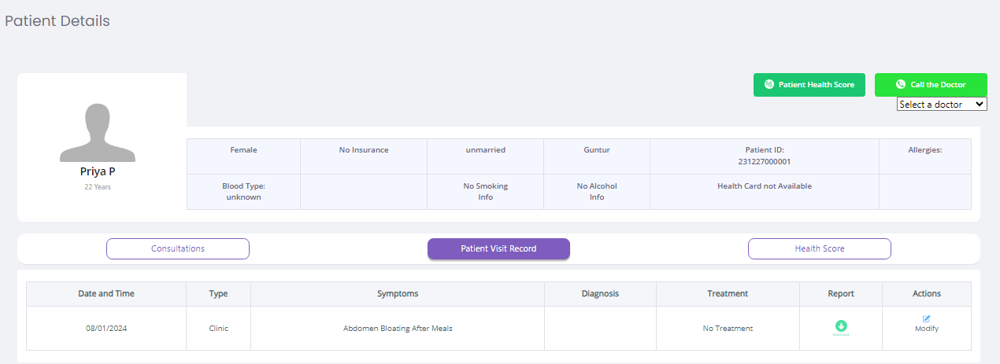 Patient Details
Patient Health Score
Call the Doctor
Select a doctor
Priya P
22 Years
Female
No Insurance
unmarried
Guntur
Patient ID:
231227000001
Allergies:
Blood Type:
unknown
No Smoking
Info
No Alcohol
Info
Health Card not Available
Consultations
Patient Visit Record
Health Score
Date and Time
Type
Symptoms
Diagnosis
Treatment
Report
Actions
08/01/2024
Clinic
Abdomen Bloating After Meals
No Treatment
Modify